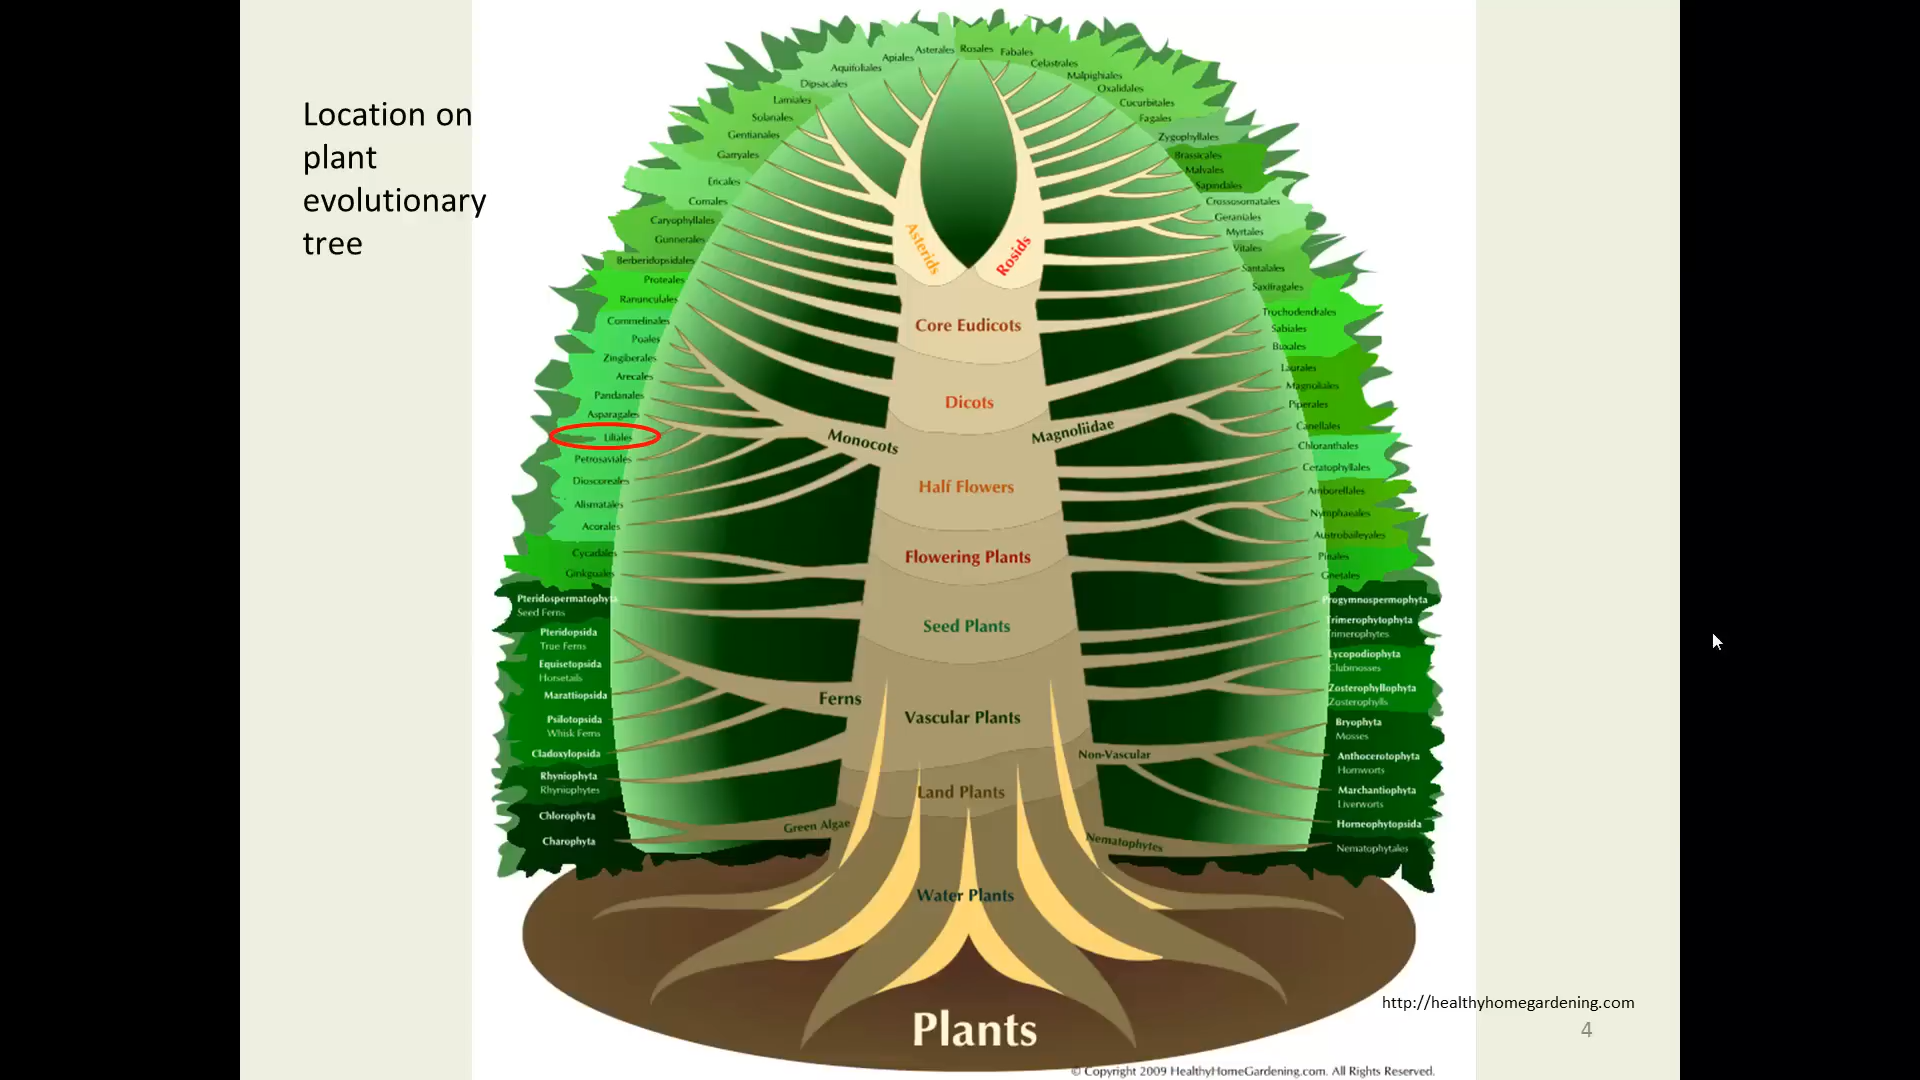 Location on
plant
evolutionary
tree
Asterales
Rosales
Fabales
Apiales
Celastrales
Aquifoliales
Malpighiales
Dipsacales
Oxalidales
Lamiales
Cucurbitales
Solanales
Fagales
Gentianales
Zygophyllales
Garryales
Brassicales
Malvales
Ericales
Sapindales
Cornales
Crossosomatales
Caryophyllales
Geraniales
Gunnerales
Myrtales
Berberidopsidales
Vitales
Proteales
Santalales
Ranunculales
Saxifragales
Commelinales
Trochodendrales
Poales
Sabiales
Zingiberales
Buxales
Arecales
Laurales
Pandanales
Magnoliales
Asparagales
Piperales
Liliales
Canellales
Petrosaviales
Chloranthales
Dioscoreales
Ceratophyllales
Alismatales
Amborellales
Acorales
Nymphaeales
Austrobaileyales
Cycadales
Pinales
Ginkgoales
Gnetales
Asterids
Rosids
Core Eudicots
Dicots
Monocots
Magnoliidae
Half Flowers
Flowering Plants
Seed Plants
Ferns
Vascular Plants
Non-Vascular
Land Plants
Green Algae
Nematophytes
Water Plants
Plants
Pteridospermatophyta
Seed Ferns
Pteridopsida
True Ferns
Equisetopsida
Horsetails
Marattiopsida
Psilotopsida
Whisk Ferns
Cladoxylopsida
Rhyniophyta
Rhyniophytes
Chlorophyta
Charophyta
Progymnospermophyta
Trimerophytophyta
Trimerophytes
Lycopodiophyta
Clubmosses
Zosterophyllophyta
Zosterophylls
Bryophyta
Mosses
Anthocerotophyta
Hornworts
Marchantiophyta
Liverworts
Horneophytopsida
Nematophytales
http://healthyhomegardening.com
4
© Copyright 2009 HealthyHomeGardening.com. All Rights Reserved.